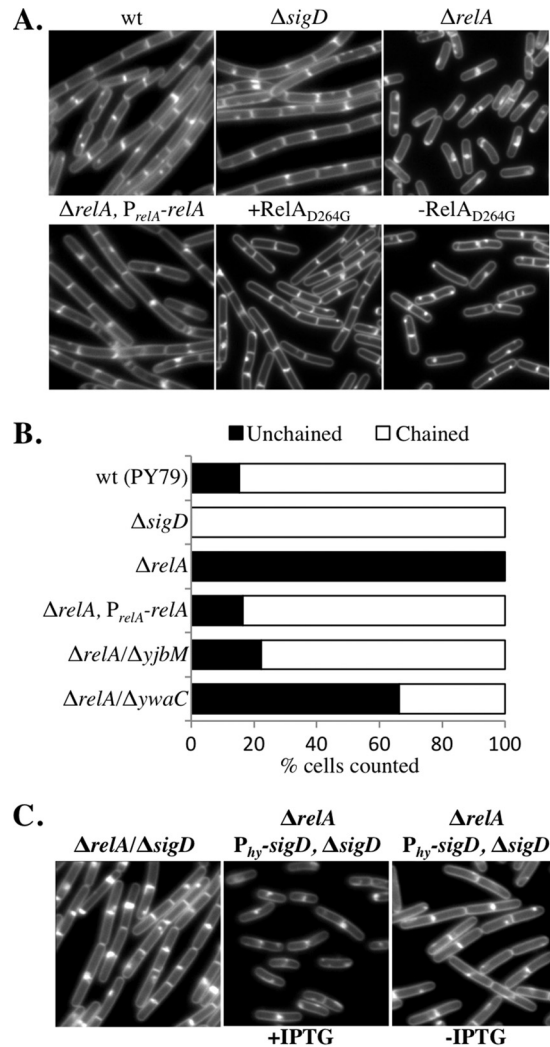 A.
wt ΔsigD ΔrelA
ΔrelA, PrelA-relA +RelAD264G -RelAD264G
B.
Unchained Chained
wt (PY79)
ΔsigD
ΔrelA
ΔrelA, PrelA-relA
ΔrelA/ΔyjbM
ΔrelA/ΔywaC
0 20 40 60 80 100
% cells counted
C.
ΔrelA ΔrelA
ΔrelA/ΔsigD Phy-sigD, ΔsigD Phy-sigD, ΔsigD
+IPTG -IPTG